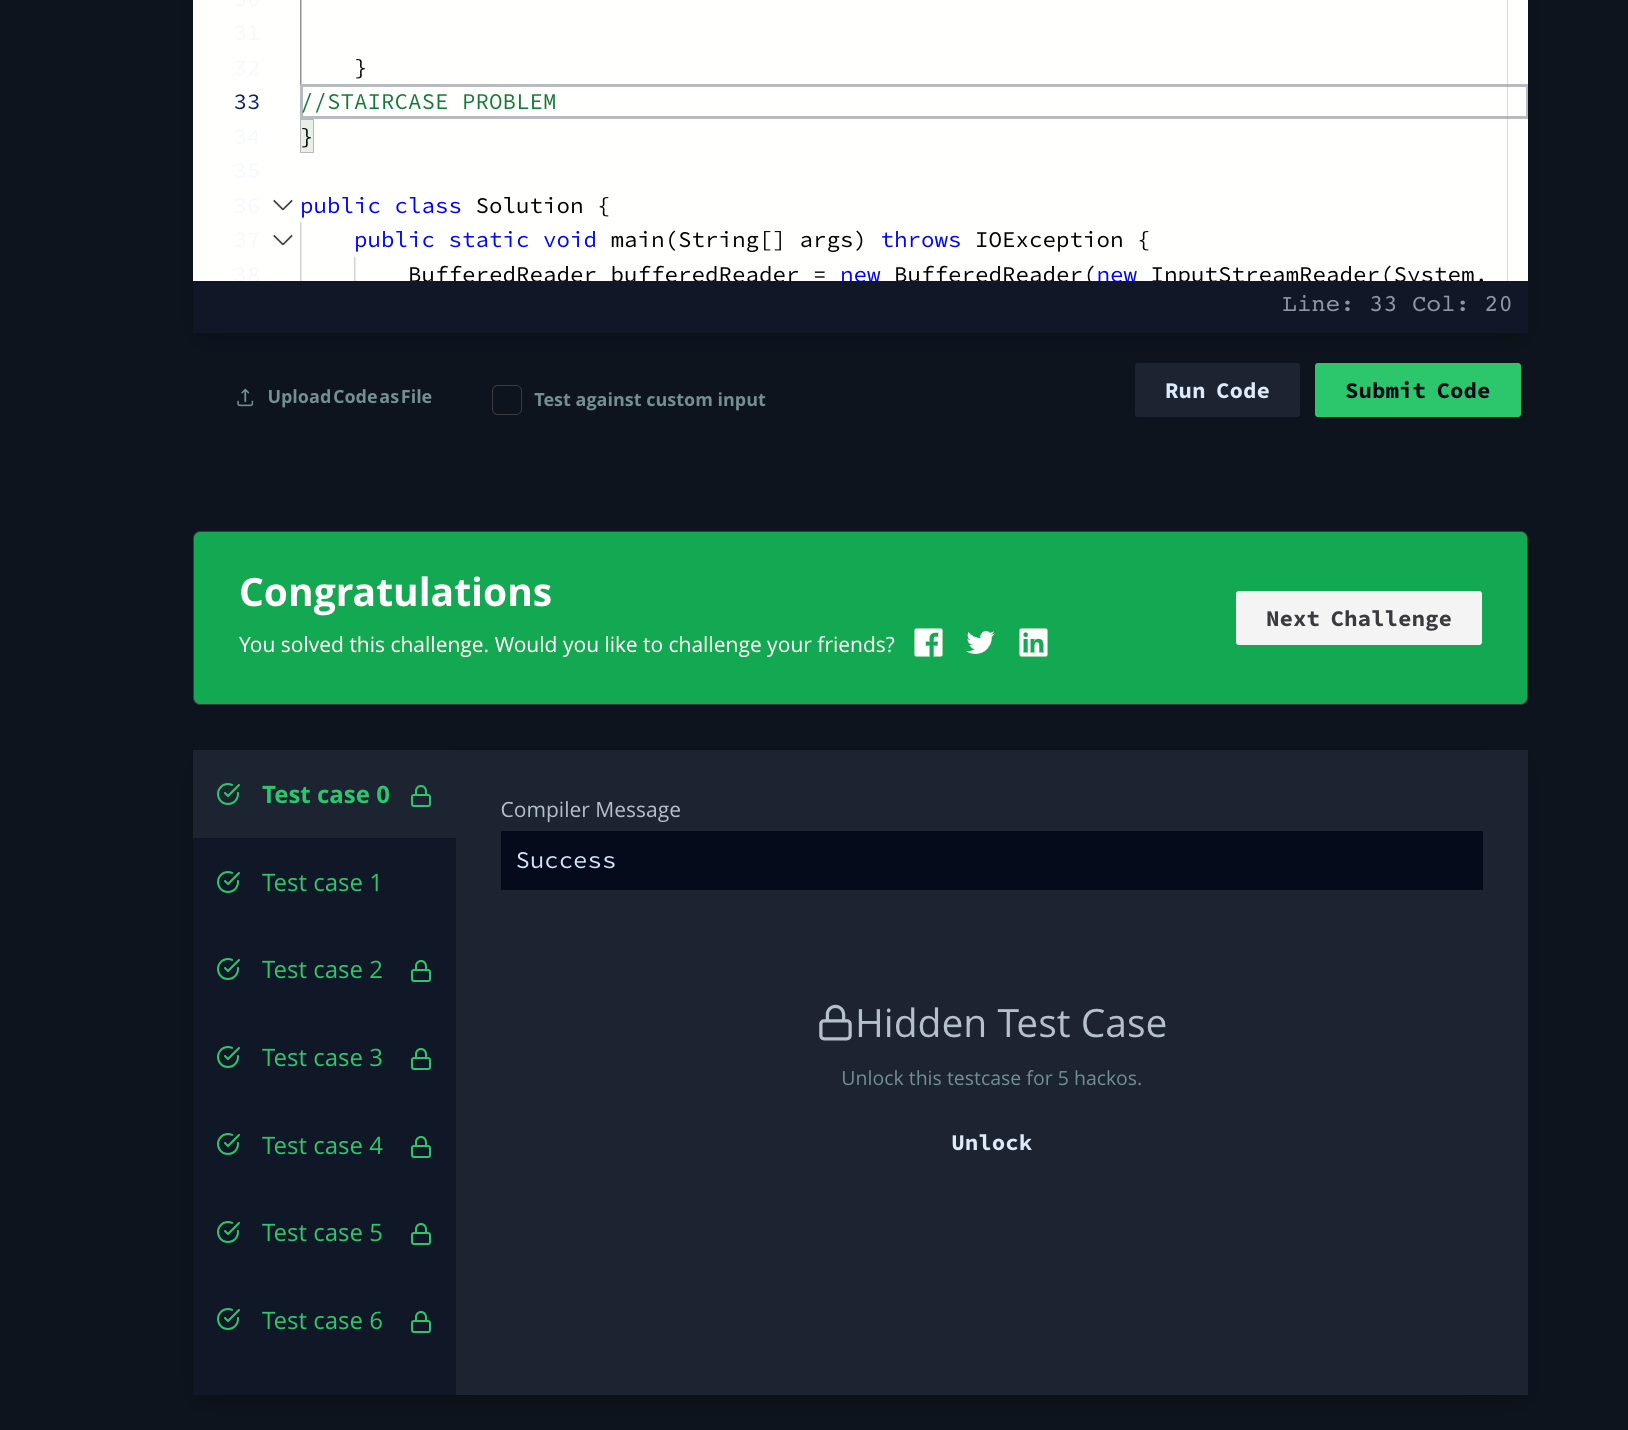 30
31
32 }
33 //STAIRCASE PROBLEM
34 }
35
36 public class Solution {
37 public static void main(String[] args) throws IOException {
38 BufferedReader bufferedReader = new BufferedReader(new InputStreamReader(System.
Line: 33 Col: 20
Upload Code as File
Test against custom input
Run Code
Submit Code
Congratulations
You solved this challenge. Would you like to challenge your friends?
Next Challenge
Test case 0
Compiler Message
Success
Test case 1
Test case 2
Test case 3
Test case 4
Test case 5
Test case 6
Hidden Test Case
Unlock this testcase for 5 hackos.
Unlock